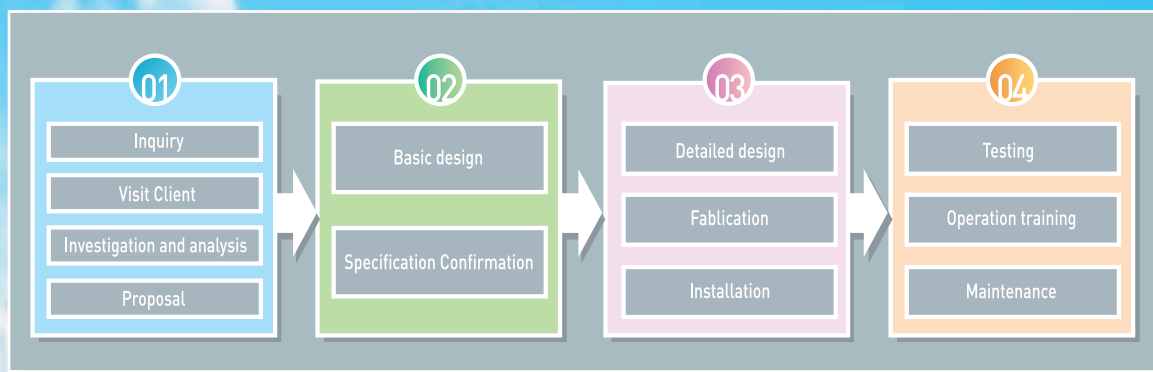 01
Inquiry
Visit Client
Investigation and analysis
Proposal
02
Basic design
Specification Confirmation
03
Detailed design
Fablication
Installation
04
Testing
Operation training
Maintenance